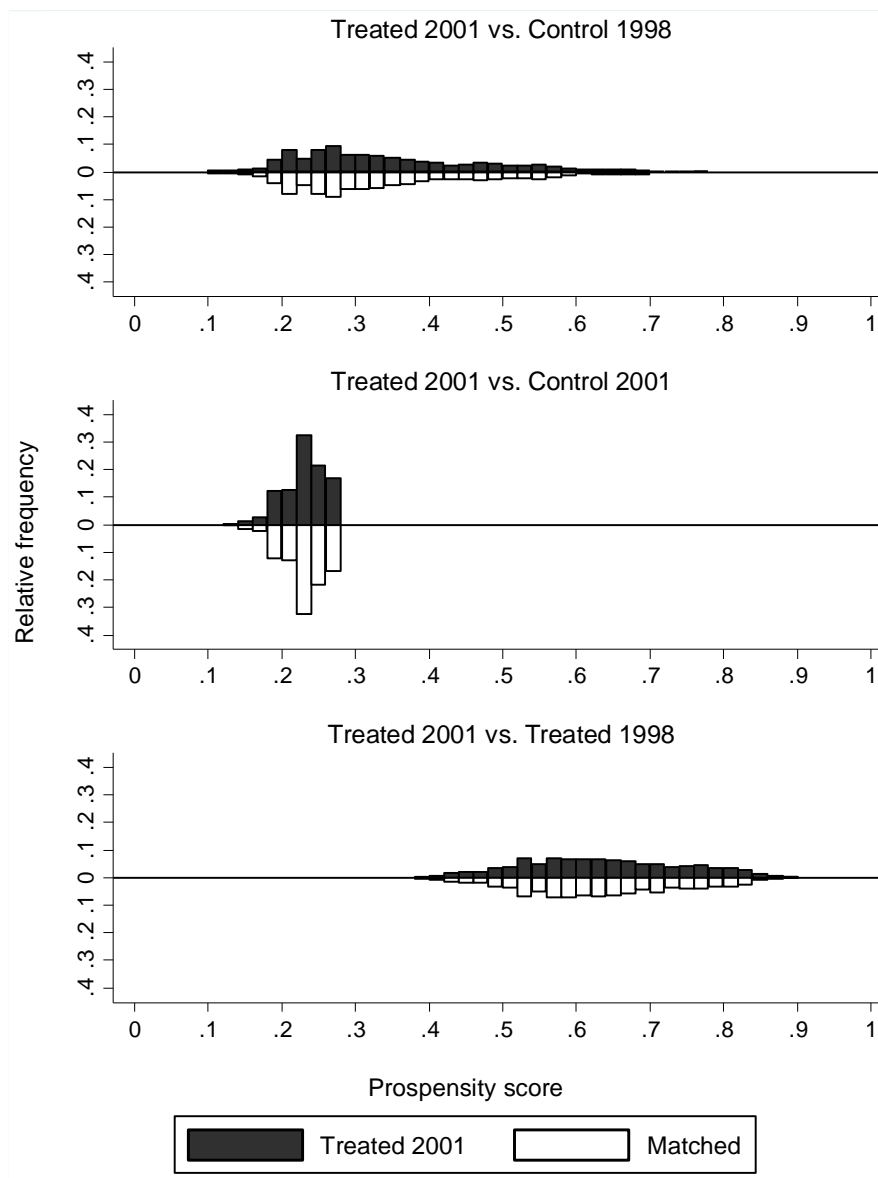 Treated 2001 vs. Control 1998
.4 .3 .2 .1 0 .1 .2 .3 .4
0 .1 .2 .3 .4 .5 .6 .7 .8 .9 1
Treated 2001 vs. Control 2001
Relative frequency
.4 .3 .2 .1 0 .1 .2 .3 .4
0 .1 .2 .3 .4 .5 .6 .7 .8 .9 1
Treated 2001 vs. Treated 1998
.4 .3 .2 .1 0 .1 .2 .3 .4
0 .1 .2 .3 .4 .5 .6 .7 .8 .9 1
Prospensity score
Treated 2001 Matched